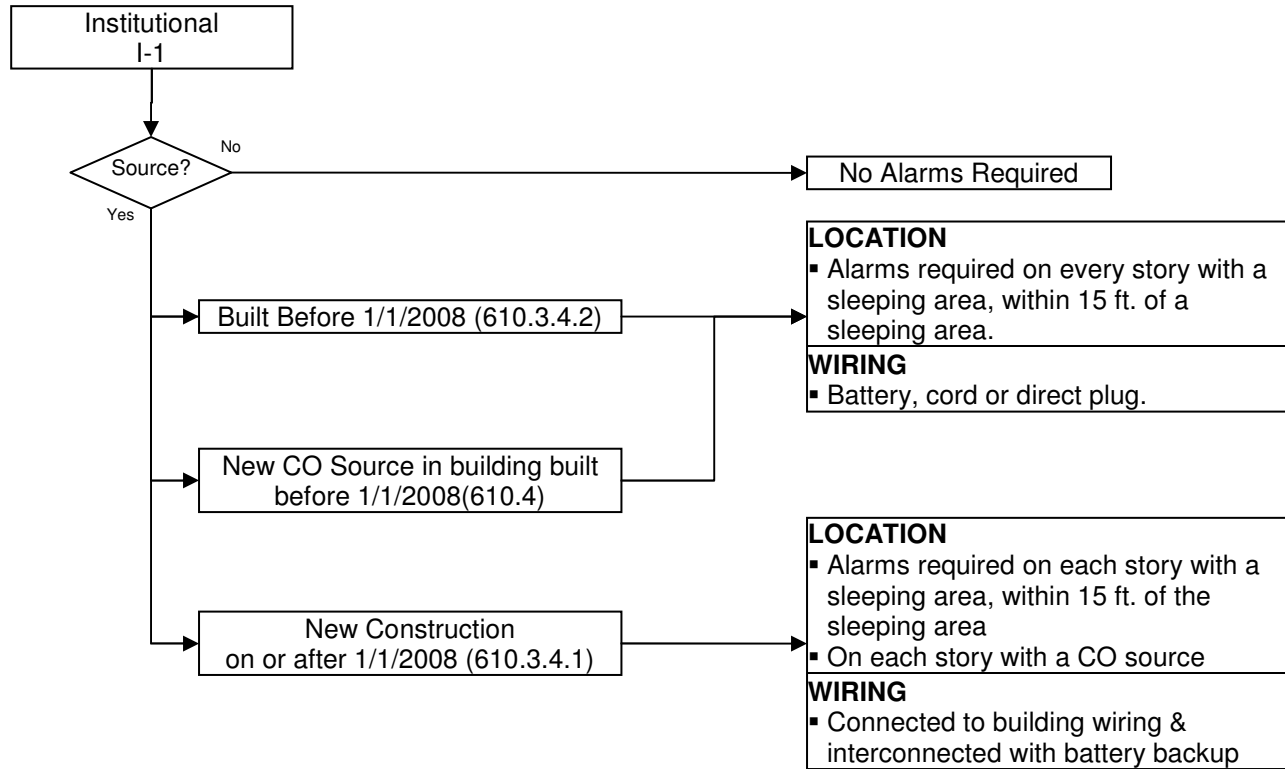 Institutional
I-1
Source?
No
Yes
No Alarms Required
Built Before 1/1/2008 (610.3.4.2)
LOCATION
▪ Alarms required on every story with a
sleeping area, within 15 ft. of a
sleeping area.
WIRING
▪ Battery, cord or direct plug.
New CO Source in building built
before 1/1/2008(610.4)
New Construction
on or after 1/1/2008 (610.3.4.1)
LOCATION
▪ Alarms required on each story with a
sleeping area, within 15 ft. of the
sleeping area
▪ On each story with a CO source
WIRING
▪ Connected to building wiring &
interconnected with battery backup